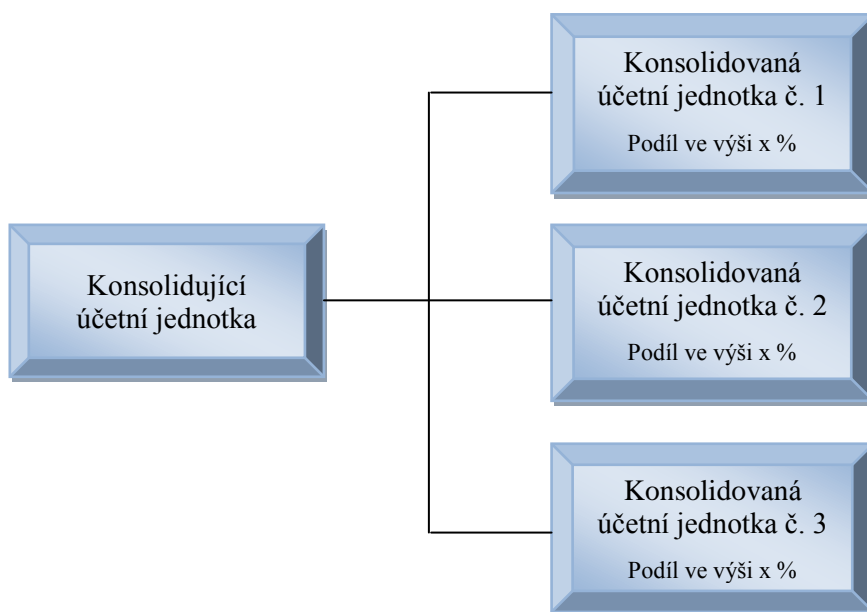 Konsolidovaná
účetní jednotka č. 1
Podíl ve výši x %
Konsolidující
účetní jednotka
Konsolidovaná
účetní jednotka č. 2
Podíl ve výši x %
Konsolidovaná
účetní jednotka č. 3
Podíl ve výši x %